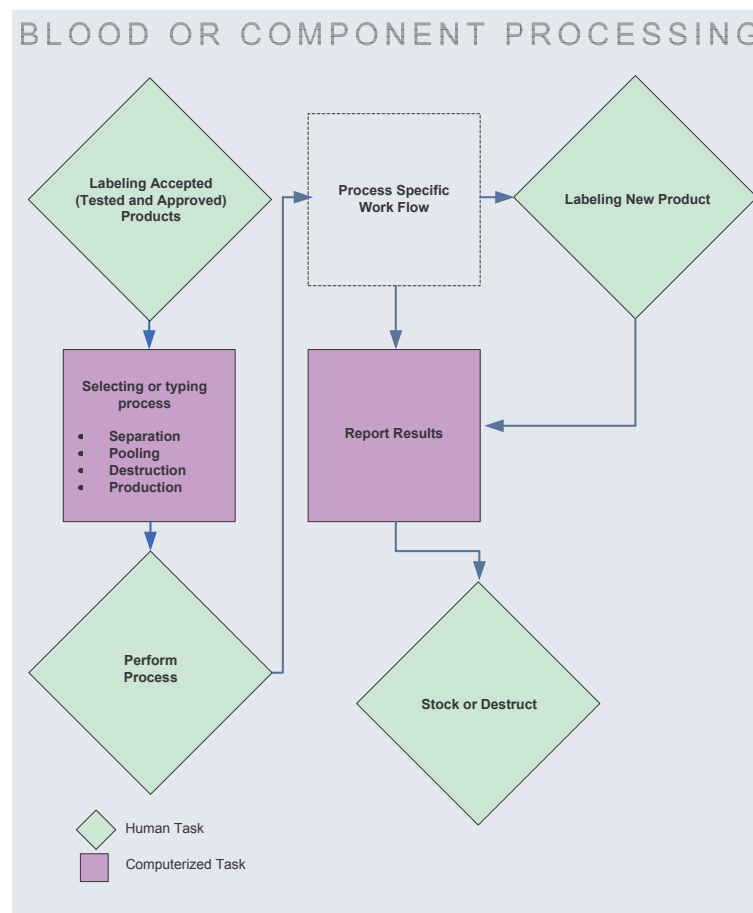 BLOOD OR COMPONENT PROCESSING
Labeling Accepted
(Tested and Approved)
Products
Process Specific
Work Flow
Labeling New Product
Selecting or typing
process
• Separation
• Pooling
• Destruction
• Production
Report Results
Perform
Process
Stock or Destruct
Human Task
Computerized Task